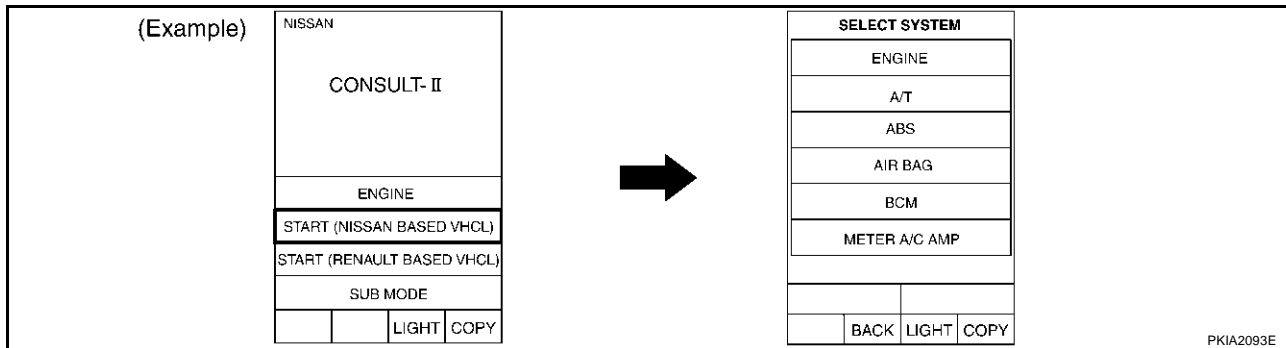 (Example)
NISSAN
CONSULT-Ⅱ
ENGINE
START (NISSAN BASED VHCL)
START (RENAULT BASED VHCL)
SUB MODE
LIGHT COPY
SELECT SYSTEM
ENGINE
A/T
ABS
AIR BAG
BCM
METER A/C AMP
BACK LIGHT COPY
PKIA2093E